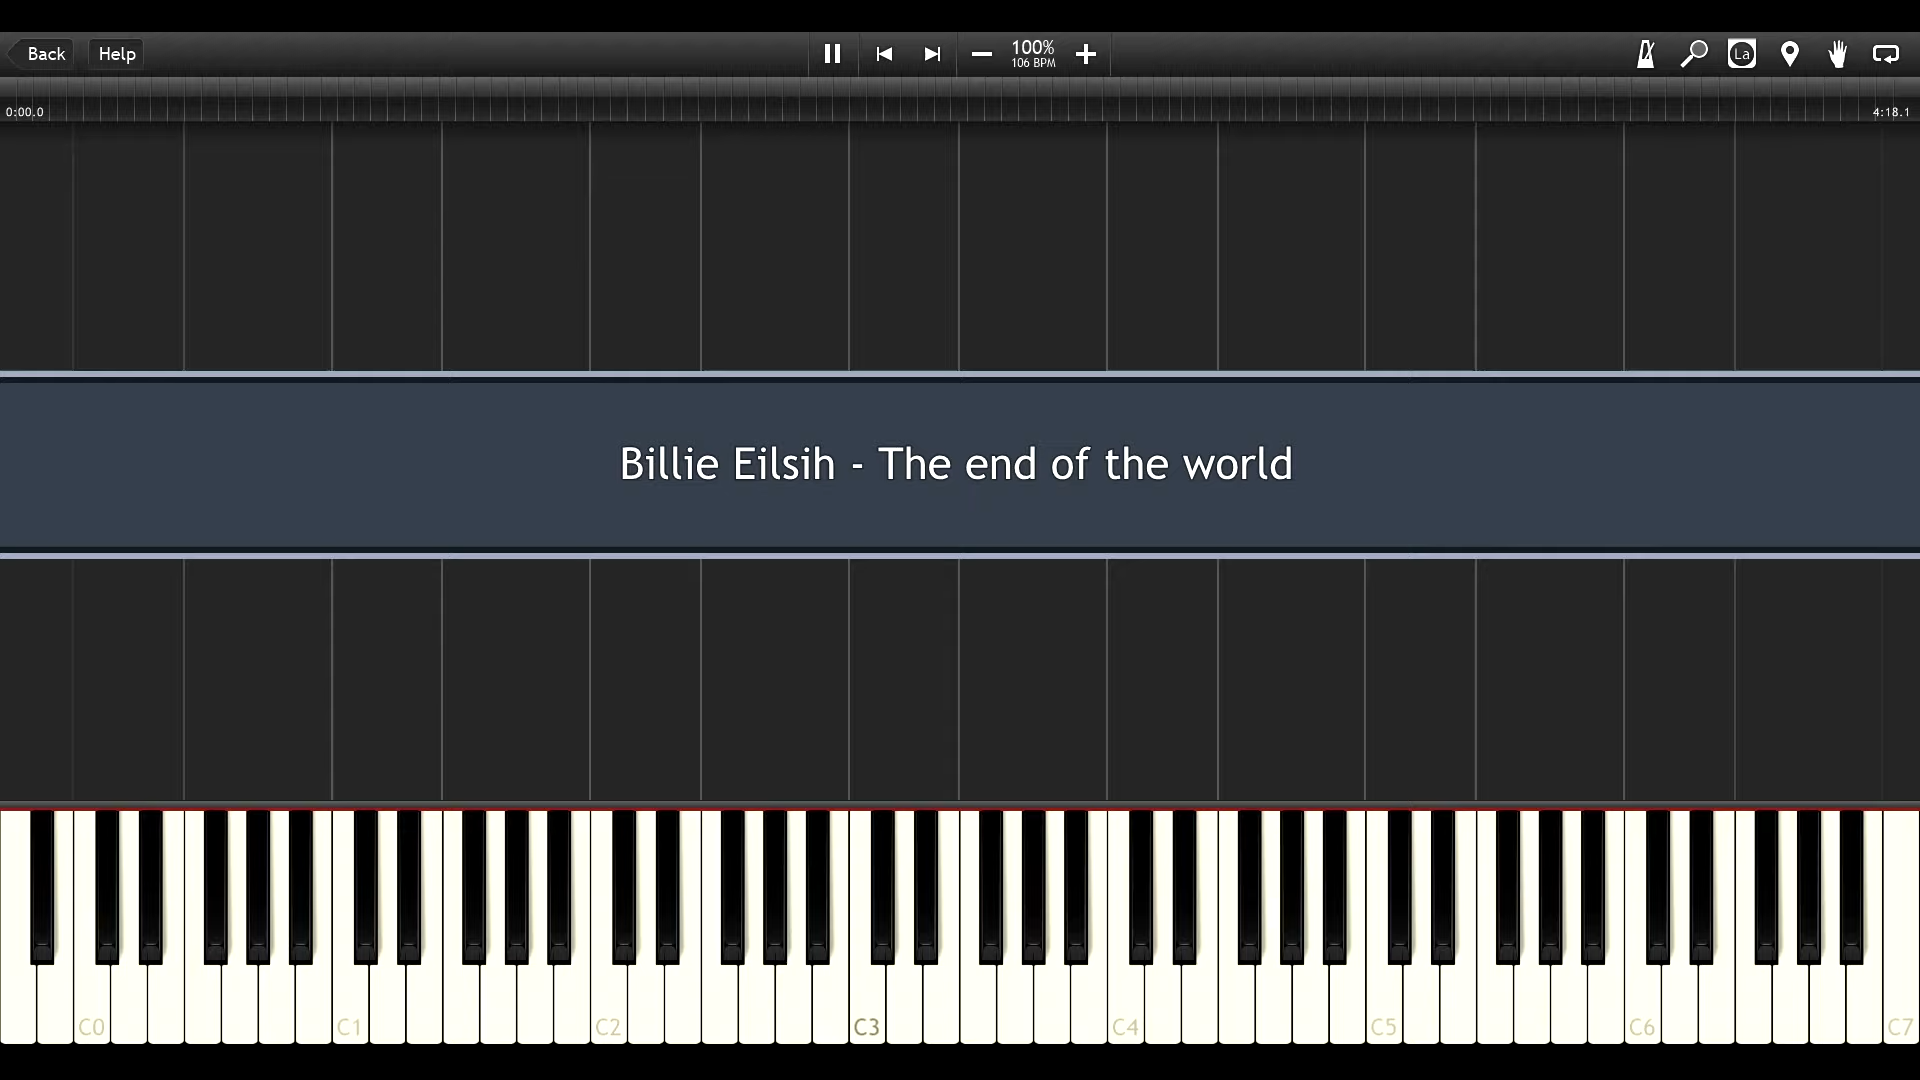 Back Help 100%
106 BPM
La
0:00.0 4:18.1
Billie Eilsih - The end of the world
C0 C1 C2 C3 C4 C5 C6 C7